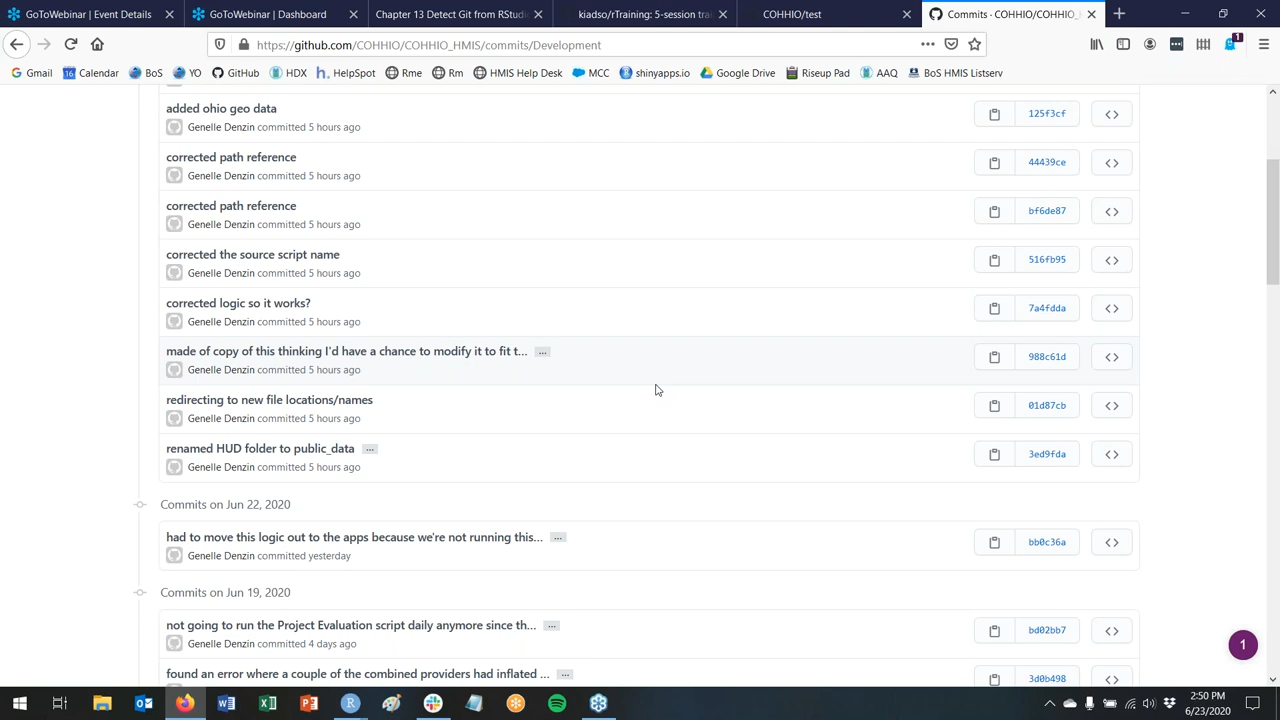 GoToWebinar | Event Details
GoToWebinar | Dashboard
Chapter 13 Detect Git from RStudi
kiadso/rTraining: 5-session trai
COHHIO/test
Commits · COHHIO/COHHIO_H
https://github.com/COHHIO/COHHIO_HMIS/commits/Development
1
Gmail
Calendar
BoS
YO
GitHub
HDX
HelpSpot
Rme
Rm
HMIS Help Desk
MCC
shinyapps.io
Google Drive
Riseup Pad
AAQ
BoS HMIS Listserv
added ohio geo data
Genelle Denzin committed 5 hours ago
125f3cf
corrected path reference
Genelle Denzin committed 5 hours ago
44439ce
corrected path reference
Genelle Denzin committed 5 hours ago
bf6de87
corrected the source script name
Genelle Denzin committed 5 hours ago
516fb95
corrected logic so it works?
Genelle Denzin committed 5 hours ago
7a4fdda
made of copy of this thinking I'd have a chance to modify it to fit t... …
Genelle Denzin committed 5 hours ago
988c61d
redirecting to new file locations/names
Genelle Denzin committed 5 hours ago
01d87cb
renamed HUD folder to public_data …
Genelle Denzin committed 5 hours ago
3ed9fda
Commits on Jun 22, 2020
had to move this logic out to the apps because we're not running this... …
Genelle Denzin committed yesterday
bb0c36a
Commits on Jun 19, 2020
not going to run the Project Evaluation script daily anymore since th... …
Genelle Denzin committed 4 days ago
bd02bb7
found an error where a couple of the combined providers had inflated ... …
3d0b498
1
2:50 PM
6/23/2020